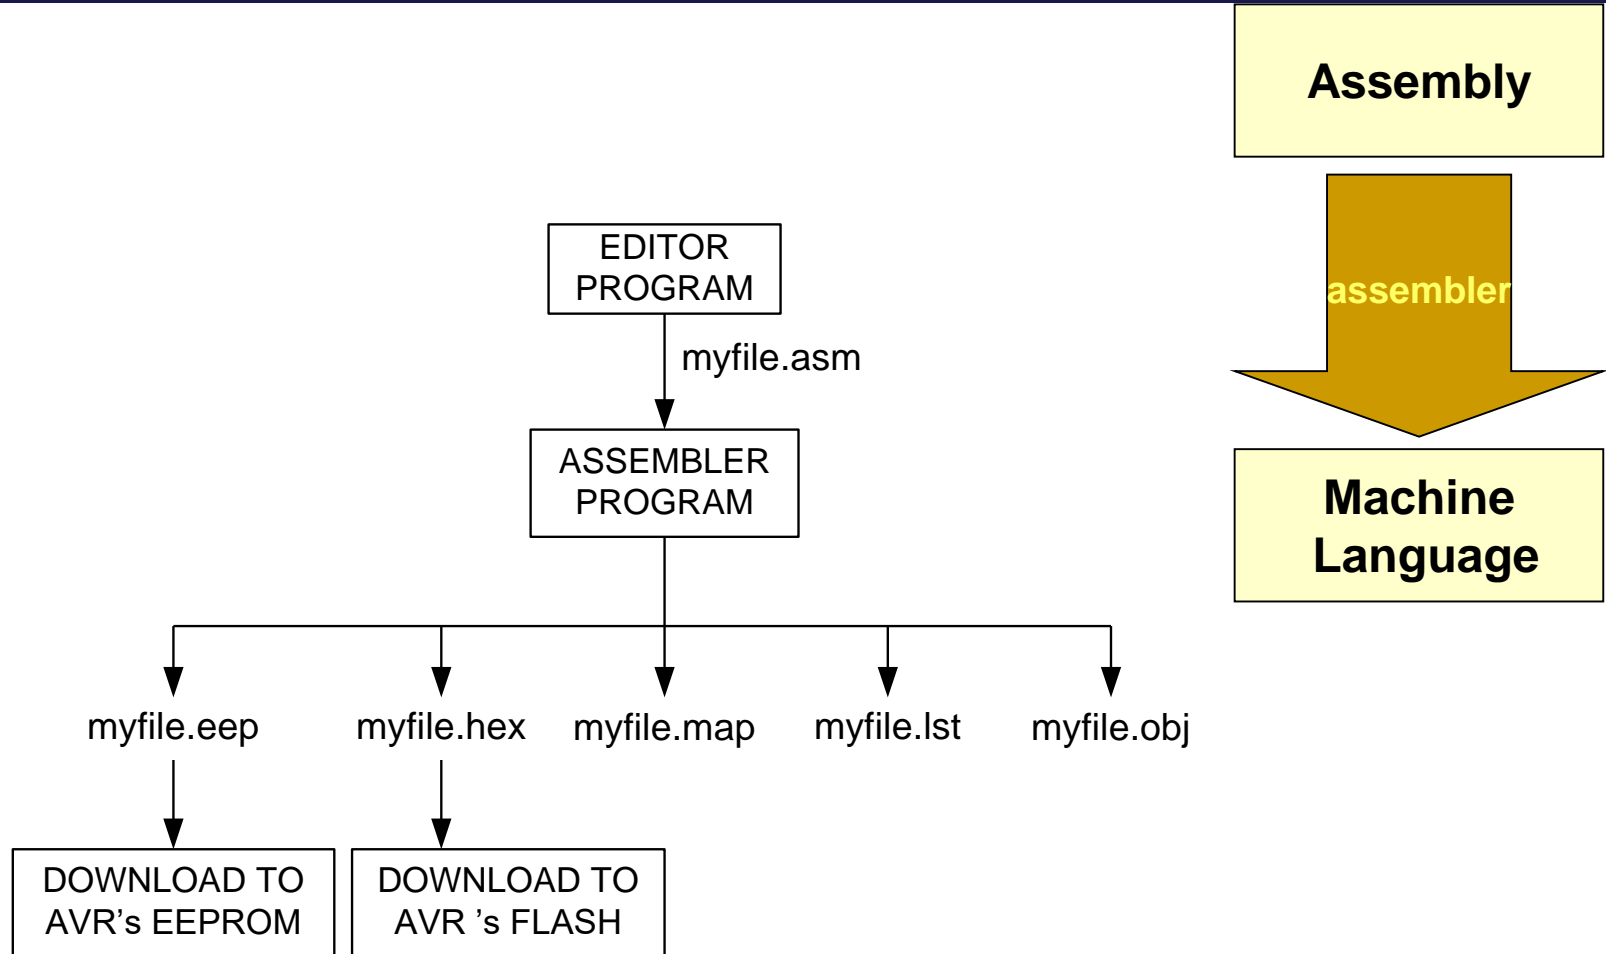 Assembly
assembler
Machine
Language
EDITOR
PROGRAM
myfile.asm
ASSEMBLER
PROGRAM
myfile.eep
myfile.hex
myfile.map
myfile.lst
myfile.obj
DOWNLOAD TO
AVR's EEPROM
DOWNLOAD TO
AVR 's FLASH